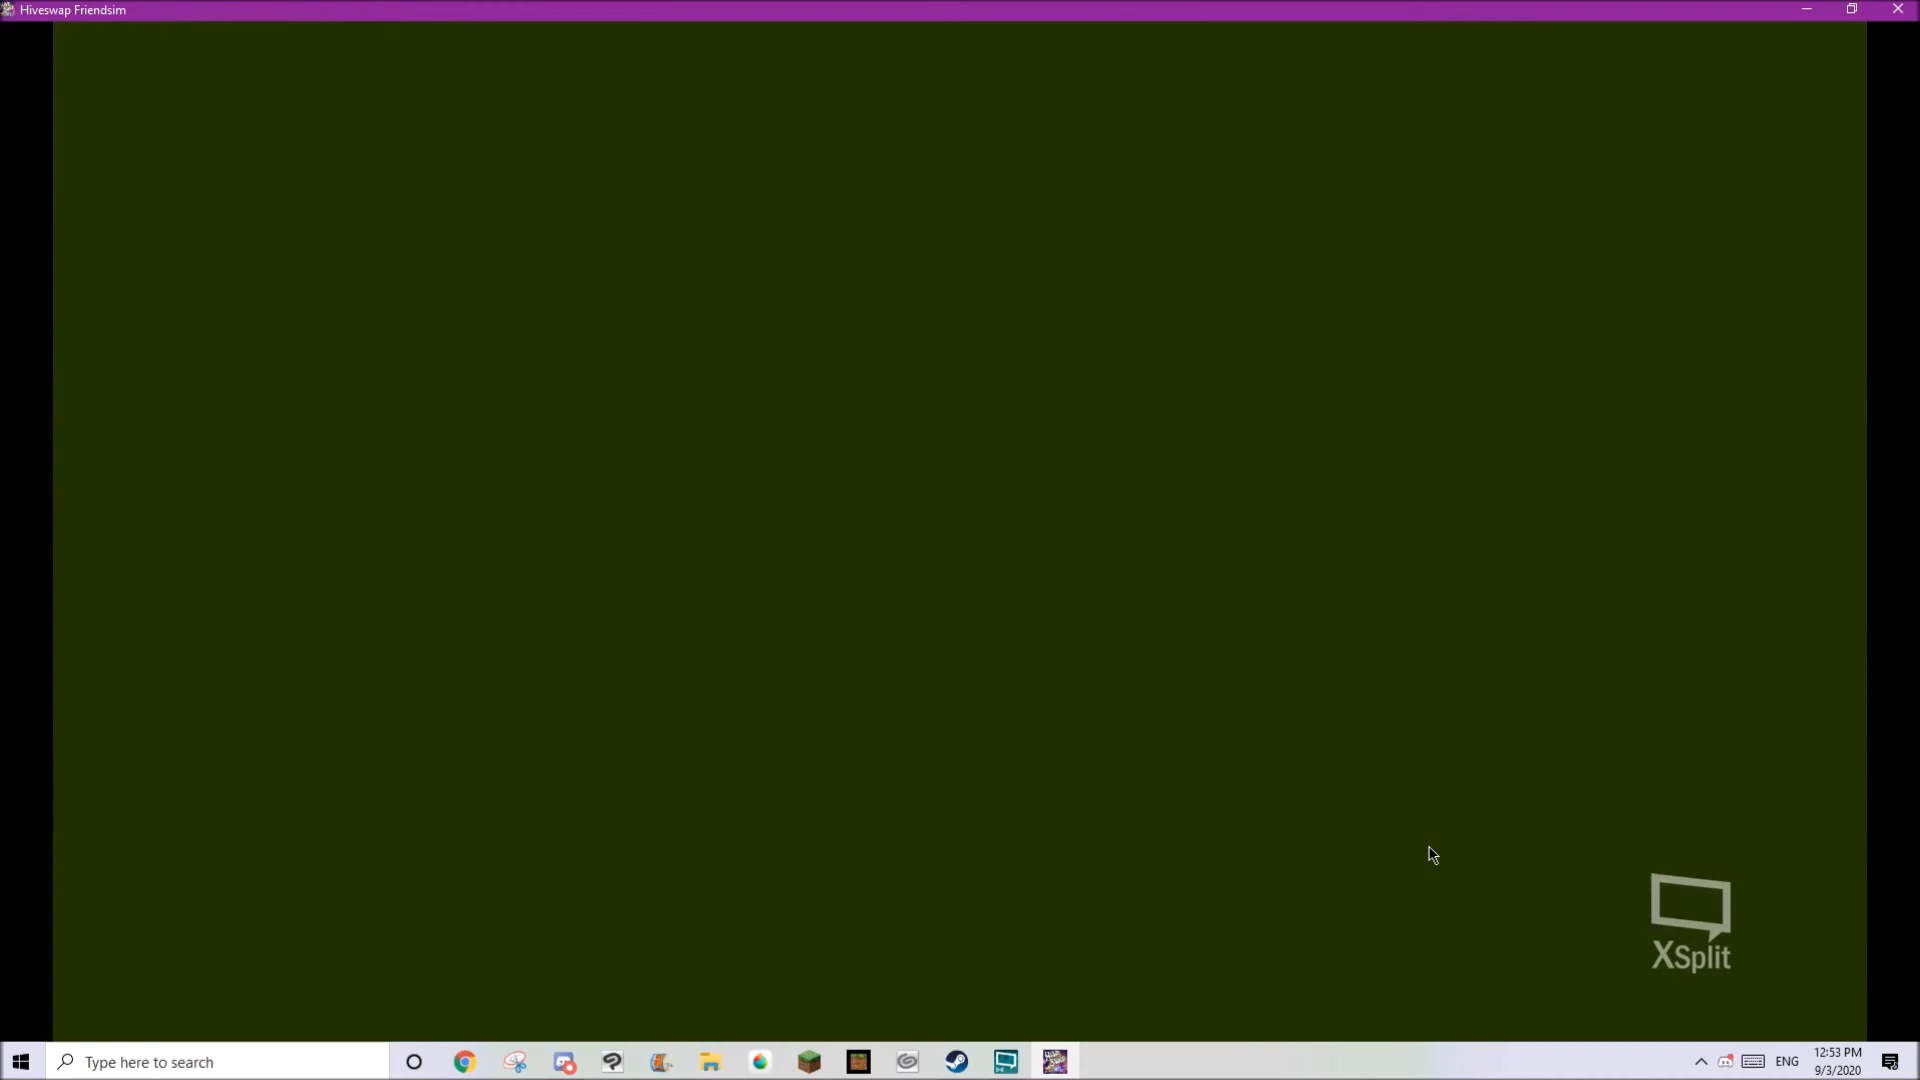 Hiveswap Friendsim
XSplit
Type here to search
ENG
12:53 PM
9/3/2020